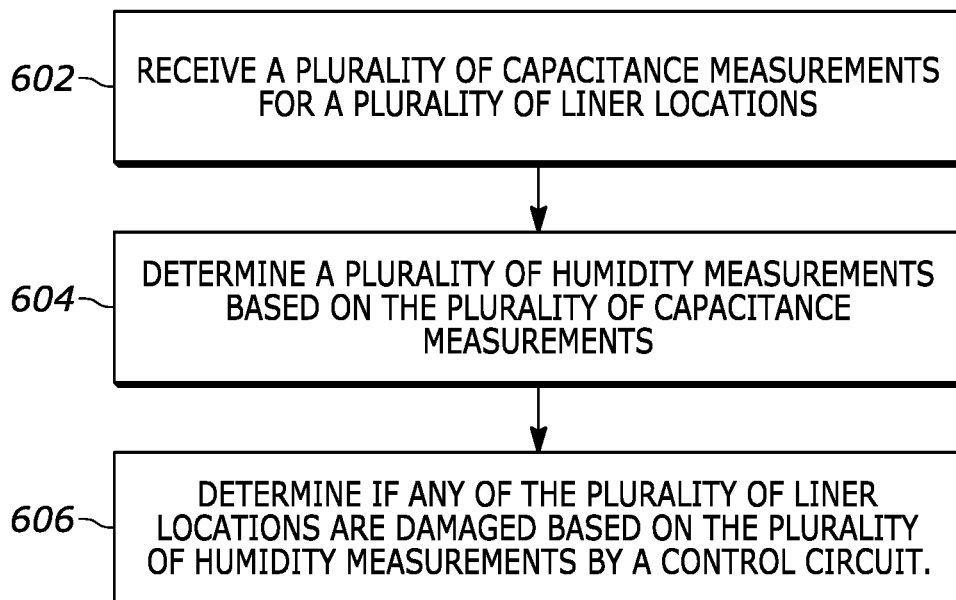 602
RECEIVE A PLURALITY OF CAPACITANCE MEASUREMENTS
FOR A PLURALITY OF LINER LOCATIONS
604
DETERMINE A PLURALITY OF HUMIDITY MEASUREMENTS
BASED ON THE PLURALITY OF CAPACITANCE
MEASUREMENTS
606
DETERMINE IF ANY OF THE PLURALITY OF LINER
LOCATIONS ARE DAMAGED BASED ON THE PLURALITY
OF HUMIDITY MEASUREMENTS BY A CONTROL CIRCUIT.